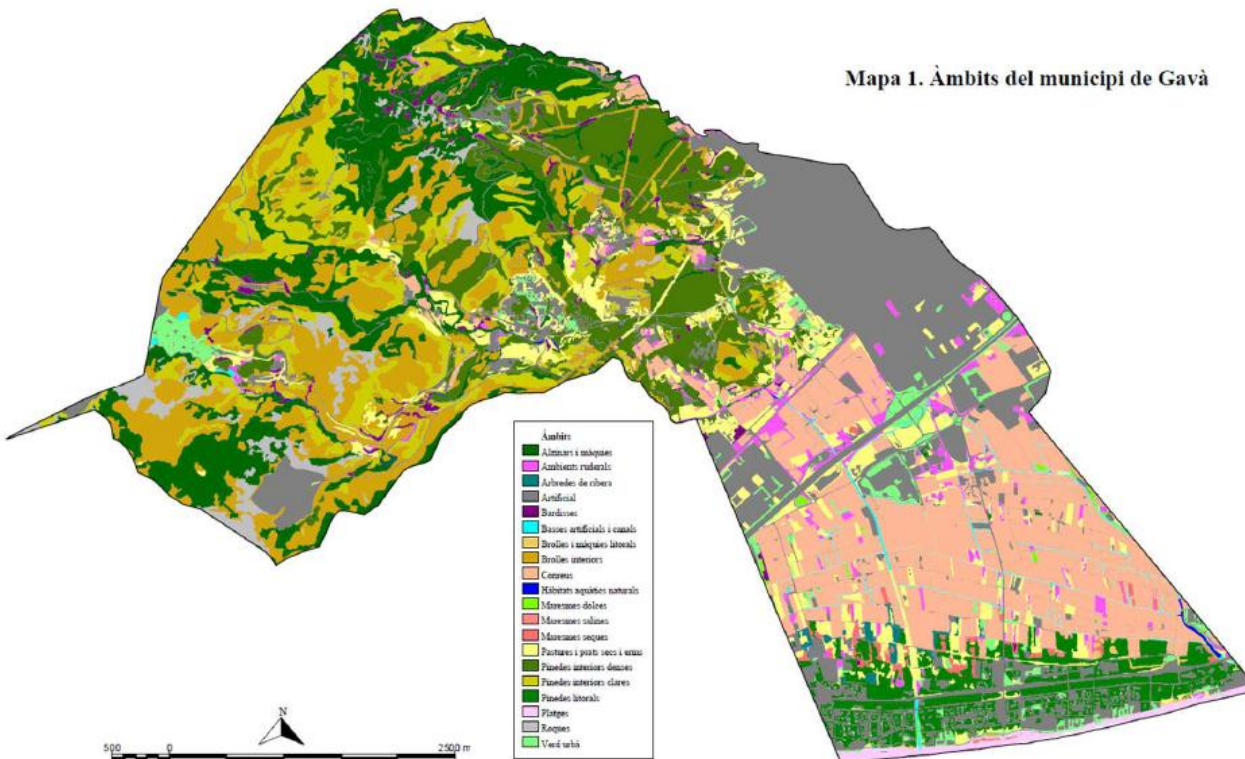 Mapa 1. Àmbits del municipi de Gavà
Àmbits
Alzinars i màquies
Ambients ruderals
Arbredes de ribera
Artificial
Bardisses
Basses artificials i canals
Brolles i màquies litorals
Brolles interiors
Conreus
Hàbitats aquàtics naturals
Maresmes dolces
Maresmes salines
Maresmes seques
Pastures i prats secs i erms
Pinedes interiors denses
Pinedes interiors clares
Pinedes litorals
Platges
Roques
Verd urbà
N
500 0 2500 m